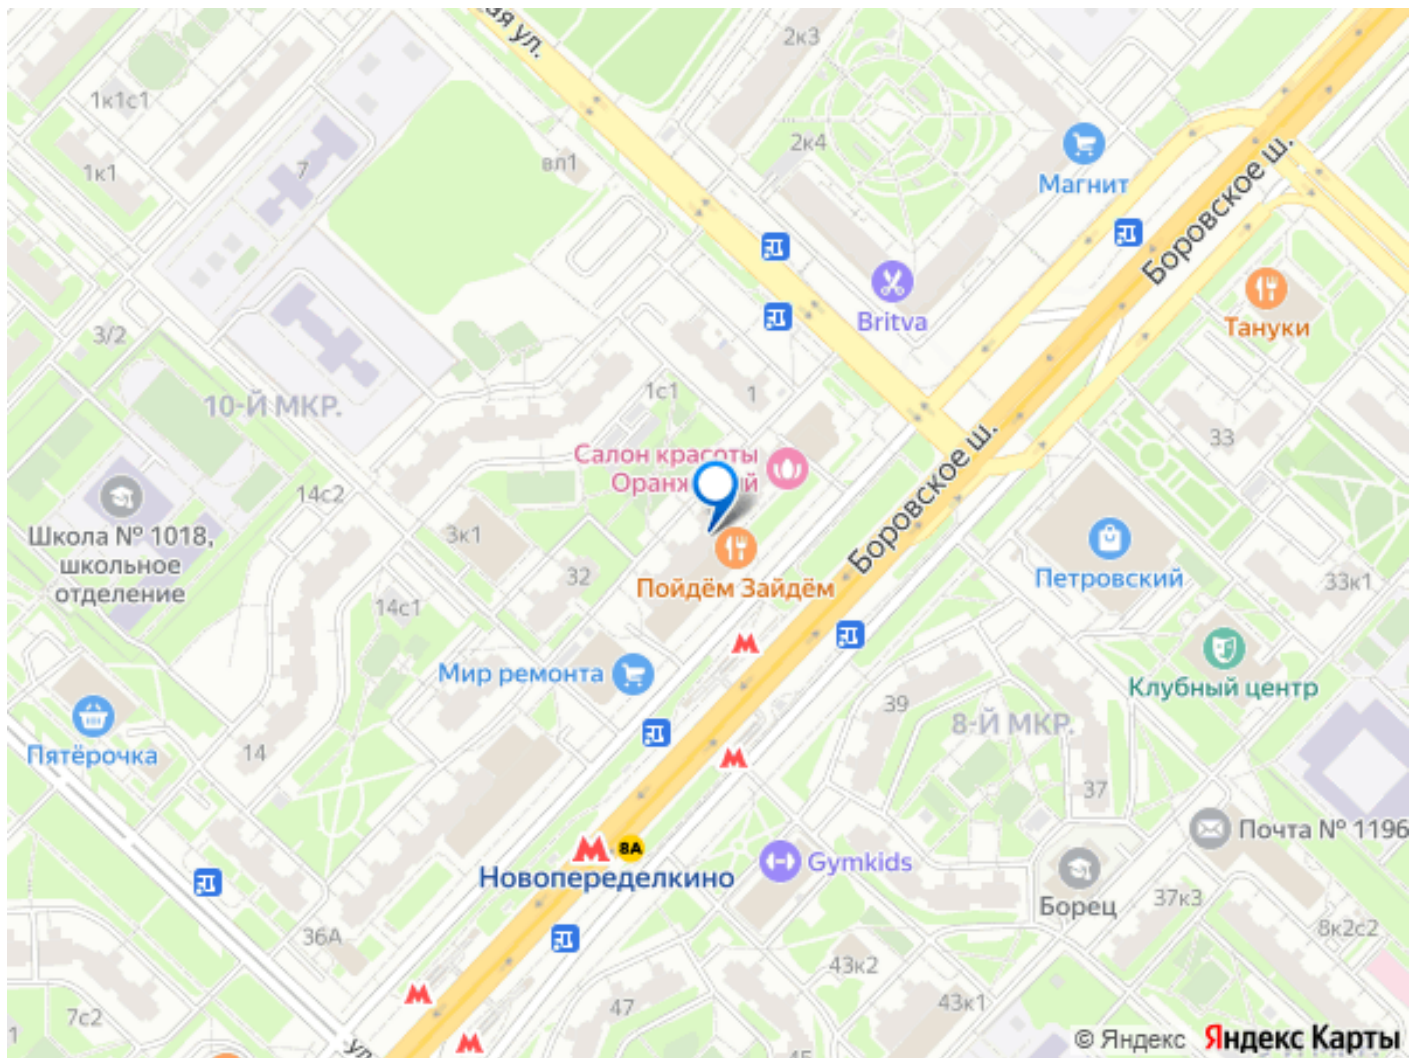 ая ул.
2к3
1к1с1
2к4
вл1
7
1к1
Магнит
Боровское ш.
Britva
Тануки
3/2
1с1
1
10-Й МКР.
33
Салон красоты
14с2
Школа № 1018,
школьное
отделение
3к1
Боровское ш.
32
Петровский
33к1
Пойдём Зайдём
14с1
Мир ремонта
Клубный центр
39
8-Й МКР.
Пятёрочка
14
37
Почта № 1196
8А
Новопеределкино
Gymkids
Борец
37к3
36А
8к2с2
43к2
47
43к1
7с2
1
ул.
45
© Яндекс Яндекс Карты